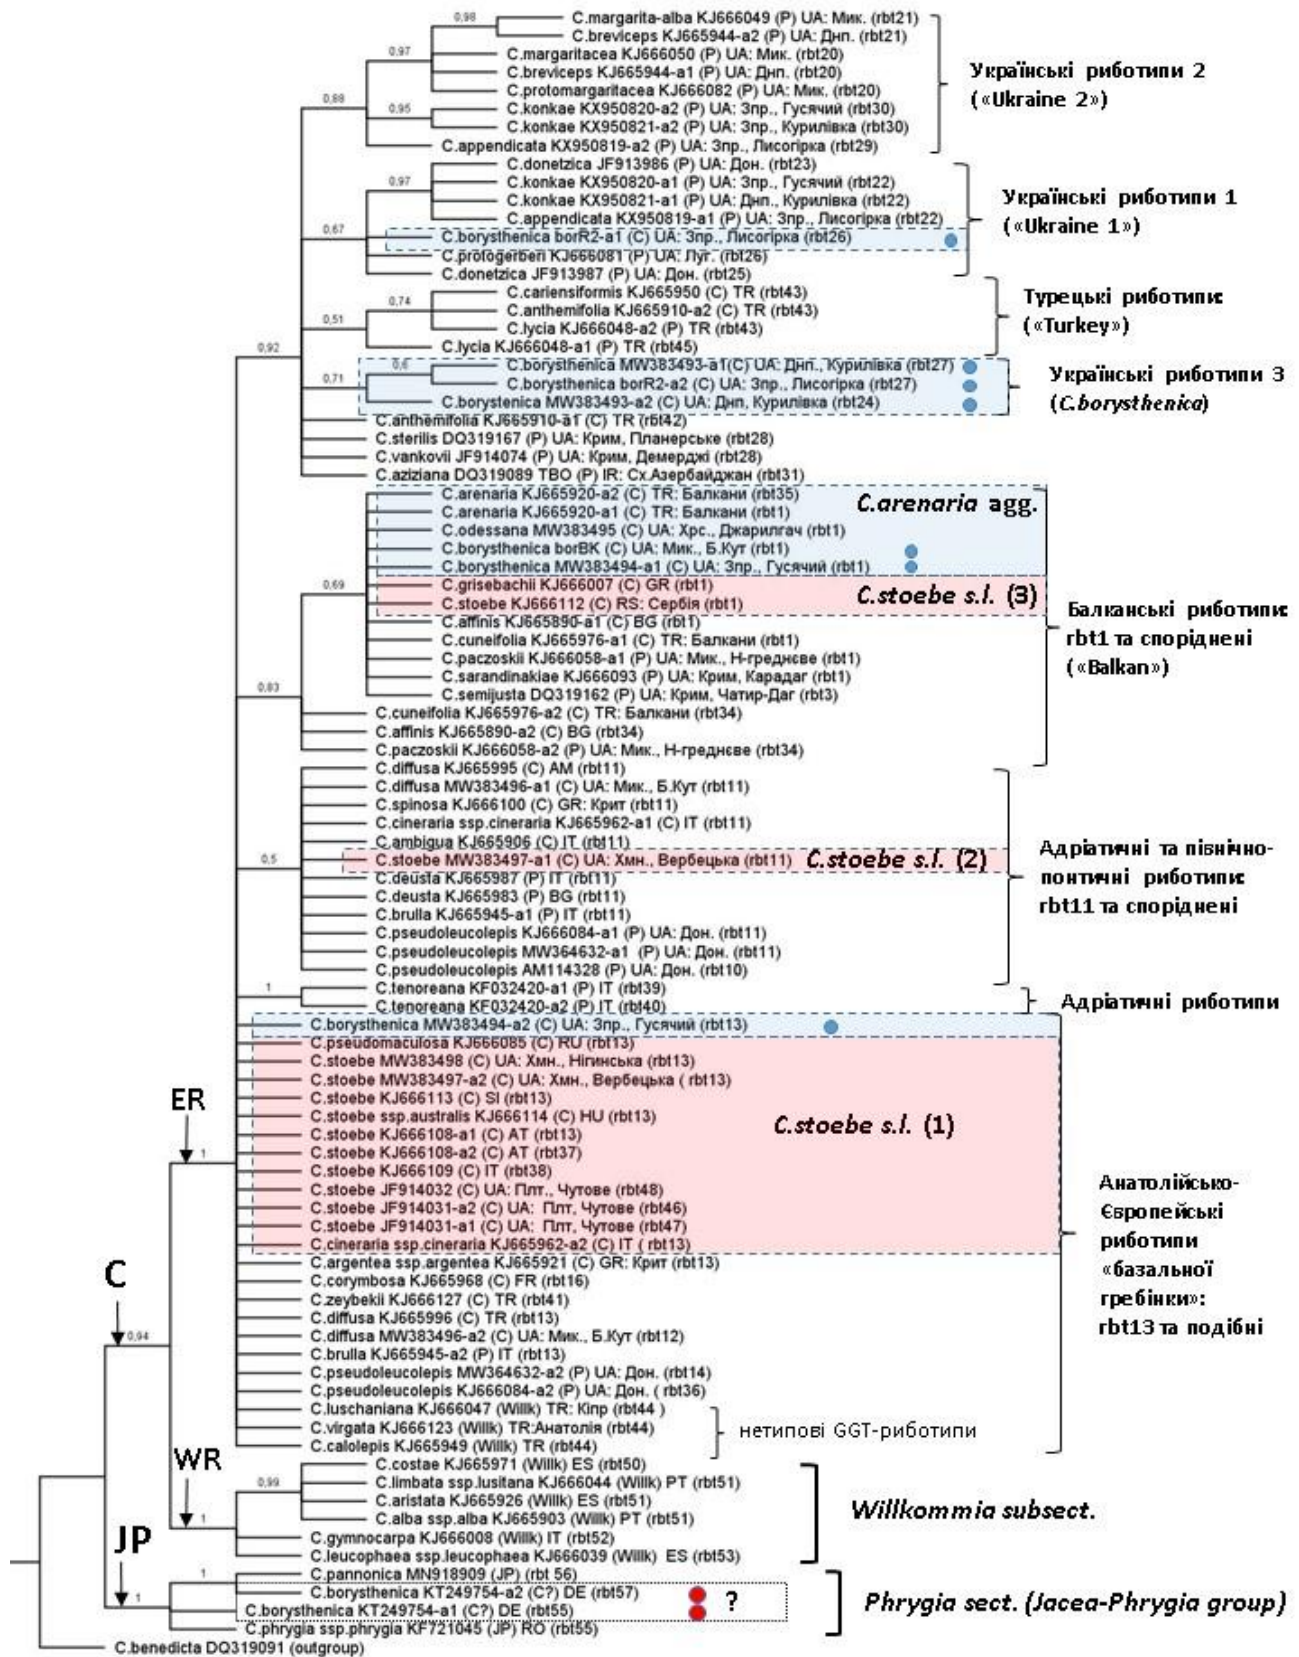 0,98
C.margarita-alba KJ666049 (P) UA: Мик. (rbt21)
C.breviceps KJ665944-a2 (P) UA: Днп. (rbt21)
0,97
C.margaritacea KJ666050 (P) UA: Мик. (rbt20)
C.breviceps KJ665944-a1 (P) UA: Днп. (rbt20)
C.protomargaritacea KJ666082 (P) UA: Мик. (rbt20)
Українські риботипи 2
(«Ukraine 2»)
0,88
0,95
C.konkae KX950820-a2 (P) UA: Зпр., Гусячий (rbt30)
C.konkae KX950821-a2 (P) UA: Зпр., Курилівка (rbt30)
C.appendicata KX950819-a2 (P) UA: Зпр., Лисогірка (rbt29)
C.donetzica JF913986 (P) UA: Дон. (rbt23)
0,97
C.konkae KX950820-a1 (P) UA: Зпр., Гусячий (rbt22)
C.konkae KX950821-a1 (P) UA: Днп., Курилівка (rbt22)
C.appendicata KX950819-a1 (P) UA: Зпр., Лисогірка (rbt22)
Українські риботипи 1
(«Ukraine 1»)
0,67
C.borysthenica borR2-a1 (C) UA: Зпр., Лисогірка (rbt26)
C.protogerberi KJ666081 (P) UA: Луг. (rbt26)
C.donetzica JF913987 (P) UA: Дон. (rbt25)
C.cariensiformis KJ665950 (C) TR (rbt43)
0,74
C.anthemifolia KJ665910-a2 (C) TR (rbt43)
0,51
C.lycia KJ666048-a2 (P) TR (rbt43)
C.lycia KJ666048-a1 (P) TR (rbt45)
Турецькі риботипи:
(«Turkey»)
0,92
0,6
C.borysthenica MW383493-a1(C) UA: Днп., Курилівка (rbt27)
0,71
C.borysthenica borR2-a2 (C) UA: Зпр., Лисогірка (rbt27)
C.borystenica MW383493-a2 (C) UA: Днп, Курилівка (rbt24)
Українські риботипи 3
(C.borysthenica)
C.anthemifolia KJ665910-a1 (C) TR (rbt42)
C.sterilis DQ319167 (P) UA: Крим, Планерське (rbt28)
C.vankovii JF914074 (P) UA: Крим, Демерджі (rbt28)
C.aziziana DQ319089 TBO (P) IR: Сх.Азербайджан (rbt31)
C.arenaria KJ665920-a2 (C) TR: Балкани (rbt35)
C.arenaria agg.
C.arenaria KJ665920-a1 (C) TR: Балкани (rbt1)
C.odessana MW383495 (C) UA: Хрс., Джарилгач (rbt1)
C.borysthenica borBK (C) UA: Мик., Б.Кут (rbt1)
C.borysthenica MW383494-a1 (C) UA: Зпр., Гусячий (rbt1)
0,69
C.grisebachii KJ666007 (C) GR (rbt1)
C.stoebe s.l. (3)
C.stoebe KJ666112 (C) RS: Сербія (rbt1)
C.affinis KJ665890-a1 (C) BG (rbt1)
C.cuneifolia KJ665976-a1 (C) TR: Балкани (rbt1)
C.paczoskii KJ666058-a1 (P) UA: Мик., Н-греднєве (rbt1)
C.sarandinakiae KJ666093 (P) UA: Крим, Карадаг (rbt1)
C.semijusta DQ319162 (P) UA: Крим, Чатир-Даг (rbt3)
Балканські риботипи:
rbt1 та споріднені
(«Balkan»)
0,83
C.cuneifolia KJ665976-a2 (C) TR: Балкани (rbt34)
C.affinis KJ665890-a2 (C) BG (rbt34)
C.paczoskii KJ666058-a2 (P) UA: Мик., Н-греднєве (rbt34)
C.diffusa KJ665995 (C) AM (rbt11)
C.diffusa MW383496-a1 (C) UA: Мик., Б.Кут (rbt11)
C.spinosa KJ666100 (C) GR: Крит (rbt11)
C.cineraria ssp.cineraria KJ665962-a1 (C) IT (rbt11)
C.ambigua KJ665906 (C) IT (rbt11)
0,5
C.stoebe MW383497-a1 (C) UA: Хмн., Вербецька (rbt11)
C.stoebe s.l. (2)
C.deusta KJ665987 (P) IT (rbt11)
C.deusta KJ665983 (P) BG (rbt11)
C.brulla KJ665945-a1 (P) IT (rbt11)
C.pseudoleucolepis KJ666084-a1 (P) UA: Дон. (rbt11)
C.pseudoleucolepis MW364632-a1 (P) UA: Дон. (rbt11)
C.pseudoleucolepis AM114328 (P) UA: Дон. (rbt10)
Адріатичні та північно-
понтичні риботипи:
rbt11 та споріднені
1
C.tenoreana KF032420-a1 (P) IT (rbt39)
C.tenoreana KF032420-a2 (P) IT (rbt40)
Адріатичні риботипи
C.borysthenica MW383494-a2 (C) UA: Зпр., Гусячий (rbt13)
C.pseudomaculosa KJ666085 (C) RU (rbt13)
C.stoebe MW383498 (C) UA: Хмн., Нігинська (rbt13)
C.stoebe MW383497-a2 (C) UA: Хмн., Вербецька ( rbt13)
C.stoebe KJ666113 (C) SI (rbt13)
C.stoebe ssp.australis KJ666114 (C) HU (rbt13)
C.stoebe KJ666108-a1 (C) AT (rbt13)
C.stoebe s.l. (1)
C.stoebe KJ666108-a2 (C) AT (rbt37)
C.stoebe KJ666109 (C) IT (rbt38)
C.stoebe JF914032 (C) UA: Плт., Чутове (rbt48)
C.stoebe JF914031-a2 (C) UA: Плт, Чутове (rbt46)
C.stoebe JF914031-a1 (C) UA: Плт, Чутове (rbt47)
C.cineraria ssp.cineraria KJ665962-a2 (C) IT ( rbt13)
ER
1
C.argentea ssp.argentea KJ665921 (C) GR: Крит (rbt13)
C.corymbosa KJ665968 (C) FR (rbt16)
C.zeybekii KJ666127 (C) TR (rbt41)
C.diffusa KJ665996 (C) TR (rbt13)
C.diffusa MW383496-a2 (C) UA: Мик., Б.Кут (rbt12)
C.brulla KJ665945-a2 (P) IT (rbt13)
C.pseudoleucolepis MW364632-a2 (P) UA: Дон. (rbt14)
C.pseudoleucolepis KJ666084-a2 (P) UA: Дон. ( rbt36)
C.luschaniana KJ666047 (Willk) TR: Кіпр (rbt44 )
C.virgata KJ666123 (Willk) TR:Анатолія (rbt44)
C.calolepis KJ665949 (Willk) TR (rbt44)
нетипові GGT-риботипи
Анатолійсько-
Європейські
риботипи
«базальної
гребінки»:
rbt13 та подібні
C
0,94
WR
1
0,99
C.costae KJ665971 (Willk) ES (rbt50)
C.limbata ssp.lusitana KJ666044 (Willk) PT (rbt51)
C.aristata KJ665926 (Willk) ES (rbt51)
C.alba ssp.alba KJ665903 (Willk) PT (rbt51)
C.gymnocarpa KJ666008 (Willk) IT (rbt52)
C.leucophaea ssp.leucophaea KJ666039 (Willk) ES (rbt53)
Willkommia subsect.
JP
1
1
C.pannonica MN918909 (JP) (rbt 56)
C.borysthenica KT249754-a2 (C?) DE (rbt57)
C.borysthenica KT249754-a1 (C?) DE (rbt55)
?
C.phrygia ssp.phrygia KF721045 (JP) RO (rbt55)
Phrygia sect. (Jacea-Phrygia group)
C.benedicta DQ319091 (outgroup)